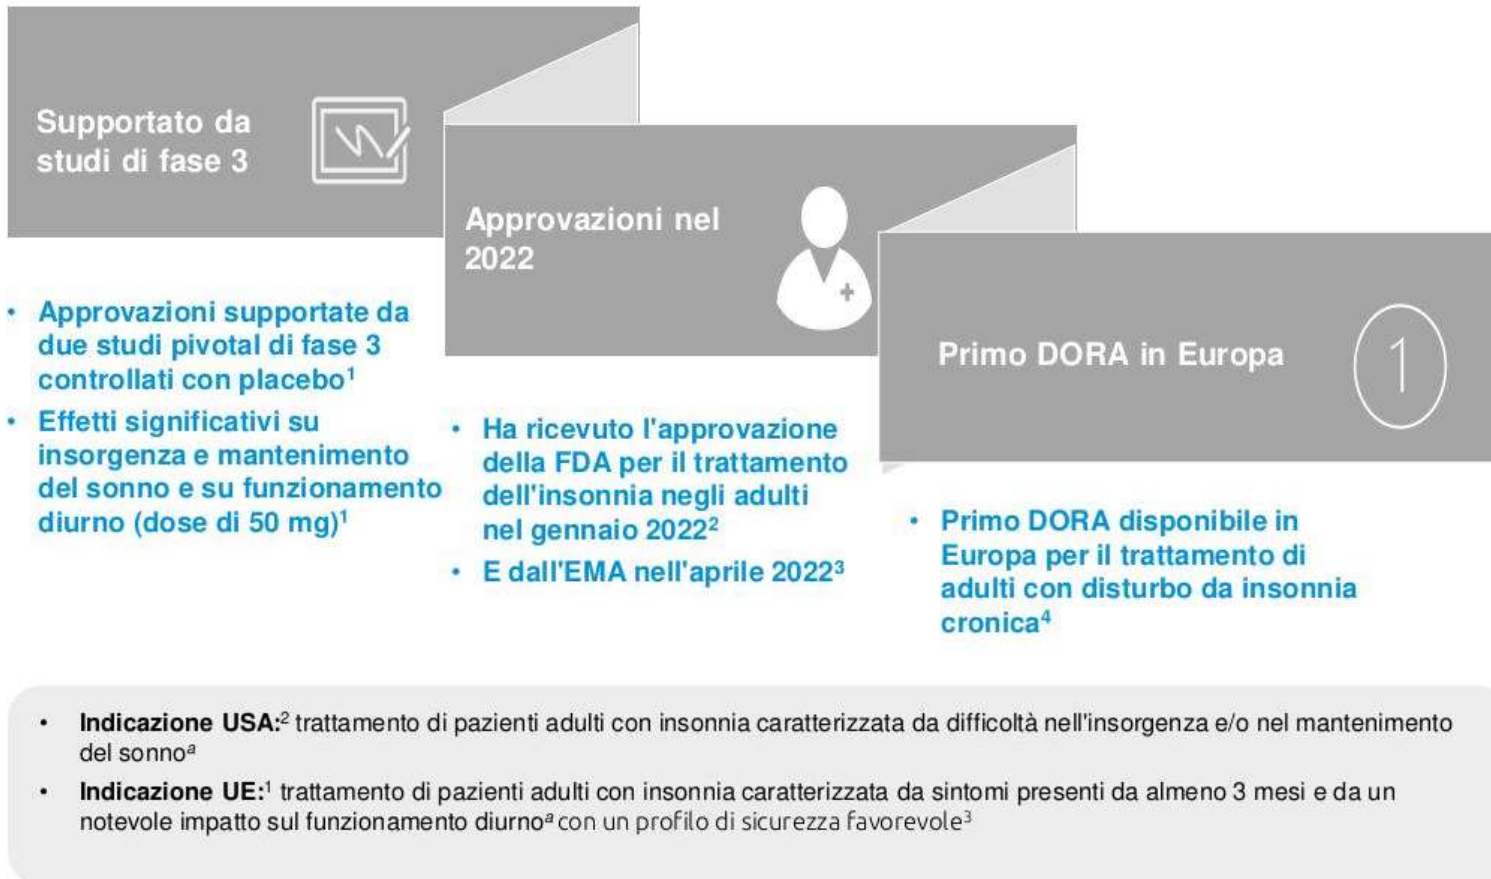 Supportato da
studi di fase 3
Approvazioni supportate da
due studi pivotal di fase 3
controllati con placebo¹
Effetti significativi su
insorgenza e mantenimento
del sonno e su funzionamento
diurno (dose di 50 mg)¹
Approvazioni nel
2022
Ha ricevuto l'approvazione
della FDA per il trattamento
dell'insonnia negli adulti
nel gennaio 2022²
E dall'EMA nell'aprile 2022³
Primo DORA in Europa
1
Primo DORA disponibile in
Europa per il trattamento di
adulti con disturbo da insonnia
cronica⁴
Indicazione USA:² trattamento di pazienti adulti con insonnia caratterizzata da difficoltà nell'insorgenza e/o nel mantenimento
del sonnoᵃ
Indicazione UE:¹ trattamento di pazienti adulti con insonnia caratterizzata da sintomi presenti da almeno 3 mesi e da un
notevole impatto sul funzionamento diurnoᵃ con un profilo di sicurezza favorevole³